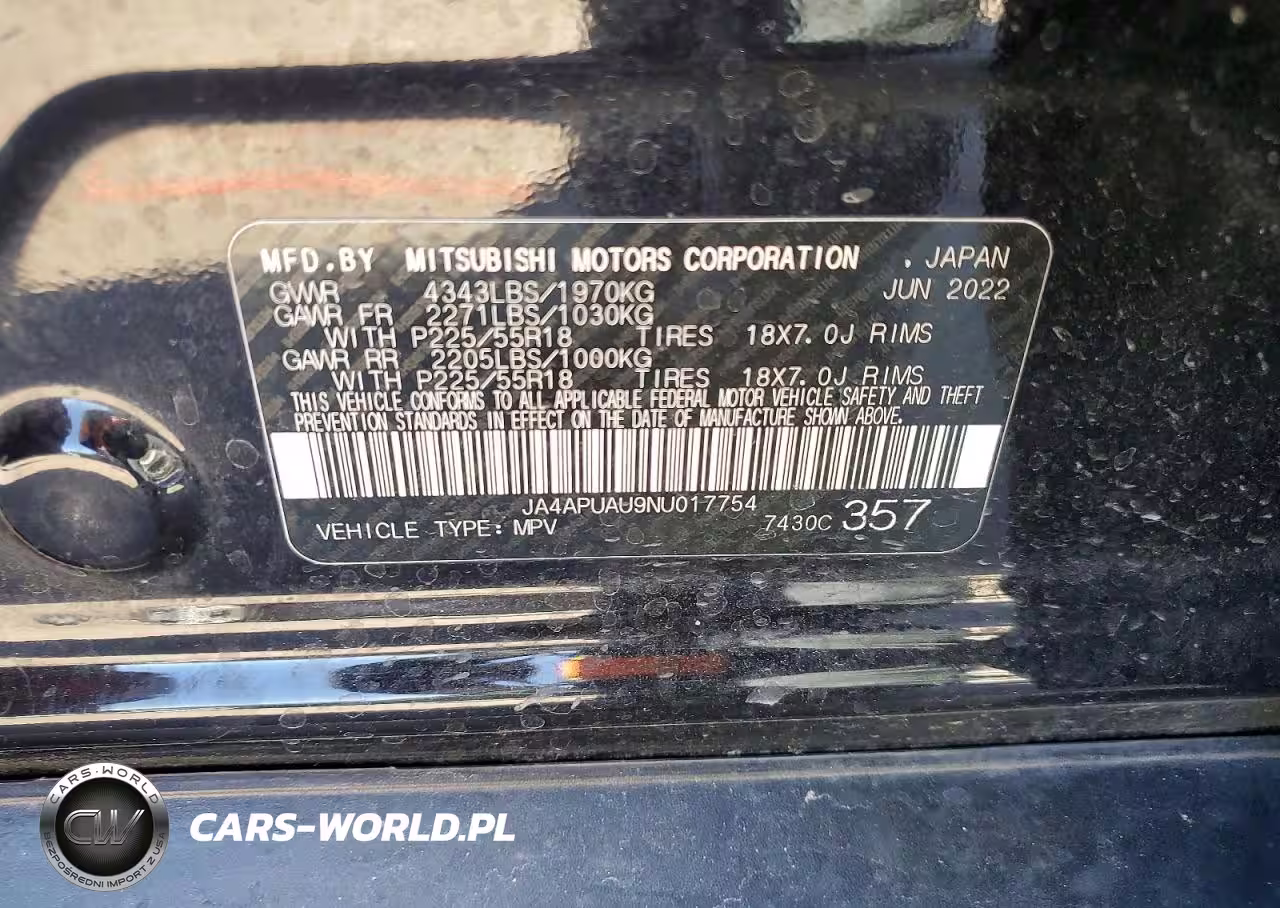 MFD.BY MITSUBISHI MOTORS CORPORATION . JAPAN
GVWR 4343LBS/1970KG JUN 2022
GAWR FR 2271LBS/1030KG
WITH P225/55R18 TIRES 18X7.0J RIMS
GAWR RR 2205LBS/1000KG
WITH P225/55R18 TIRES 18X7.0J RIMS
THIS VEHICLE CONFORMS TO ALL APPLICABLE FEDERAL MOTOR VEHICLE SAFETY AND THEFT
PREVENTION STANDARDS IN EFFECT ON THE DATE OF MANUFACTURE SHOWN ABOVE.
JA4APUAU9NU017754
VEHICLE TYPE: MPV 7430C 357
CARS-WORLD
CW
BEZPOŚREDNI IMPORT Z USA
CARS-WORLD.PL